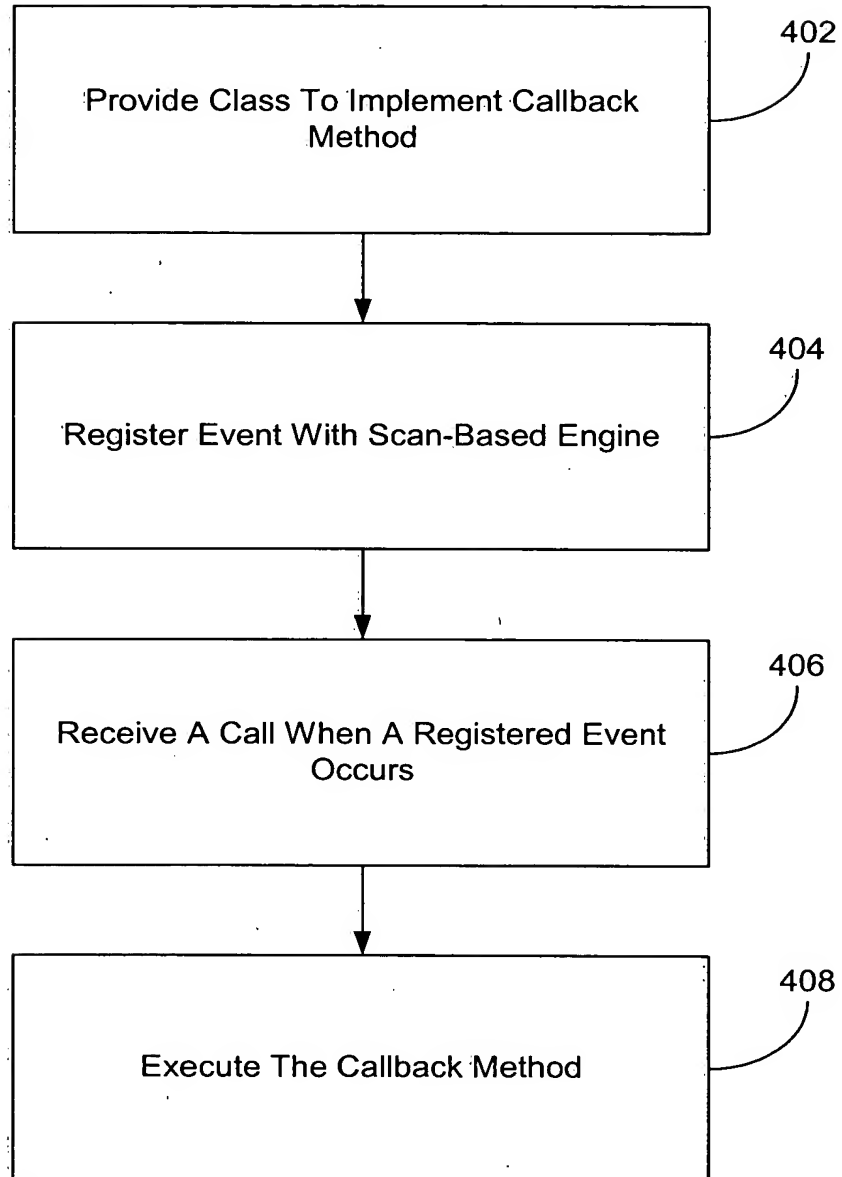 402
Provide Class To Implement Callback
Method
404
Register Event With Scan-Based Engine
406
Receive A Call When A Registered Event
Occurs
408
Execute The Callback Method